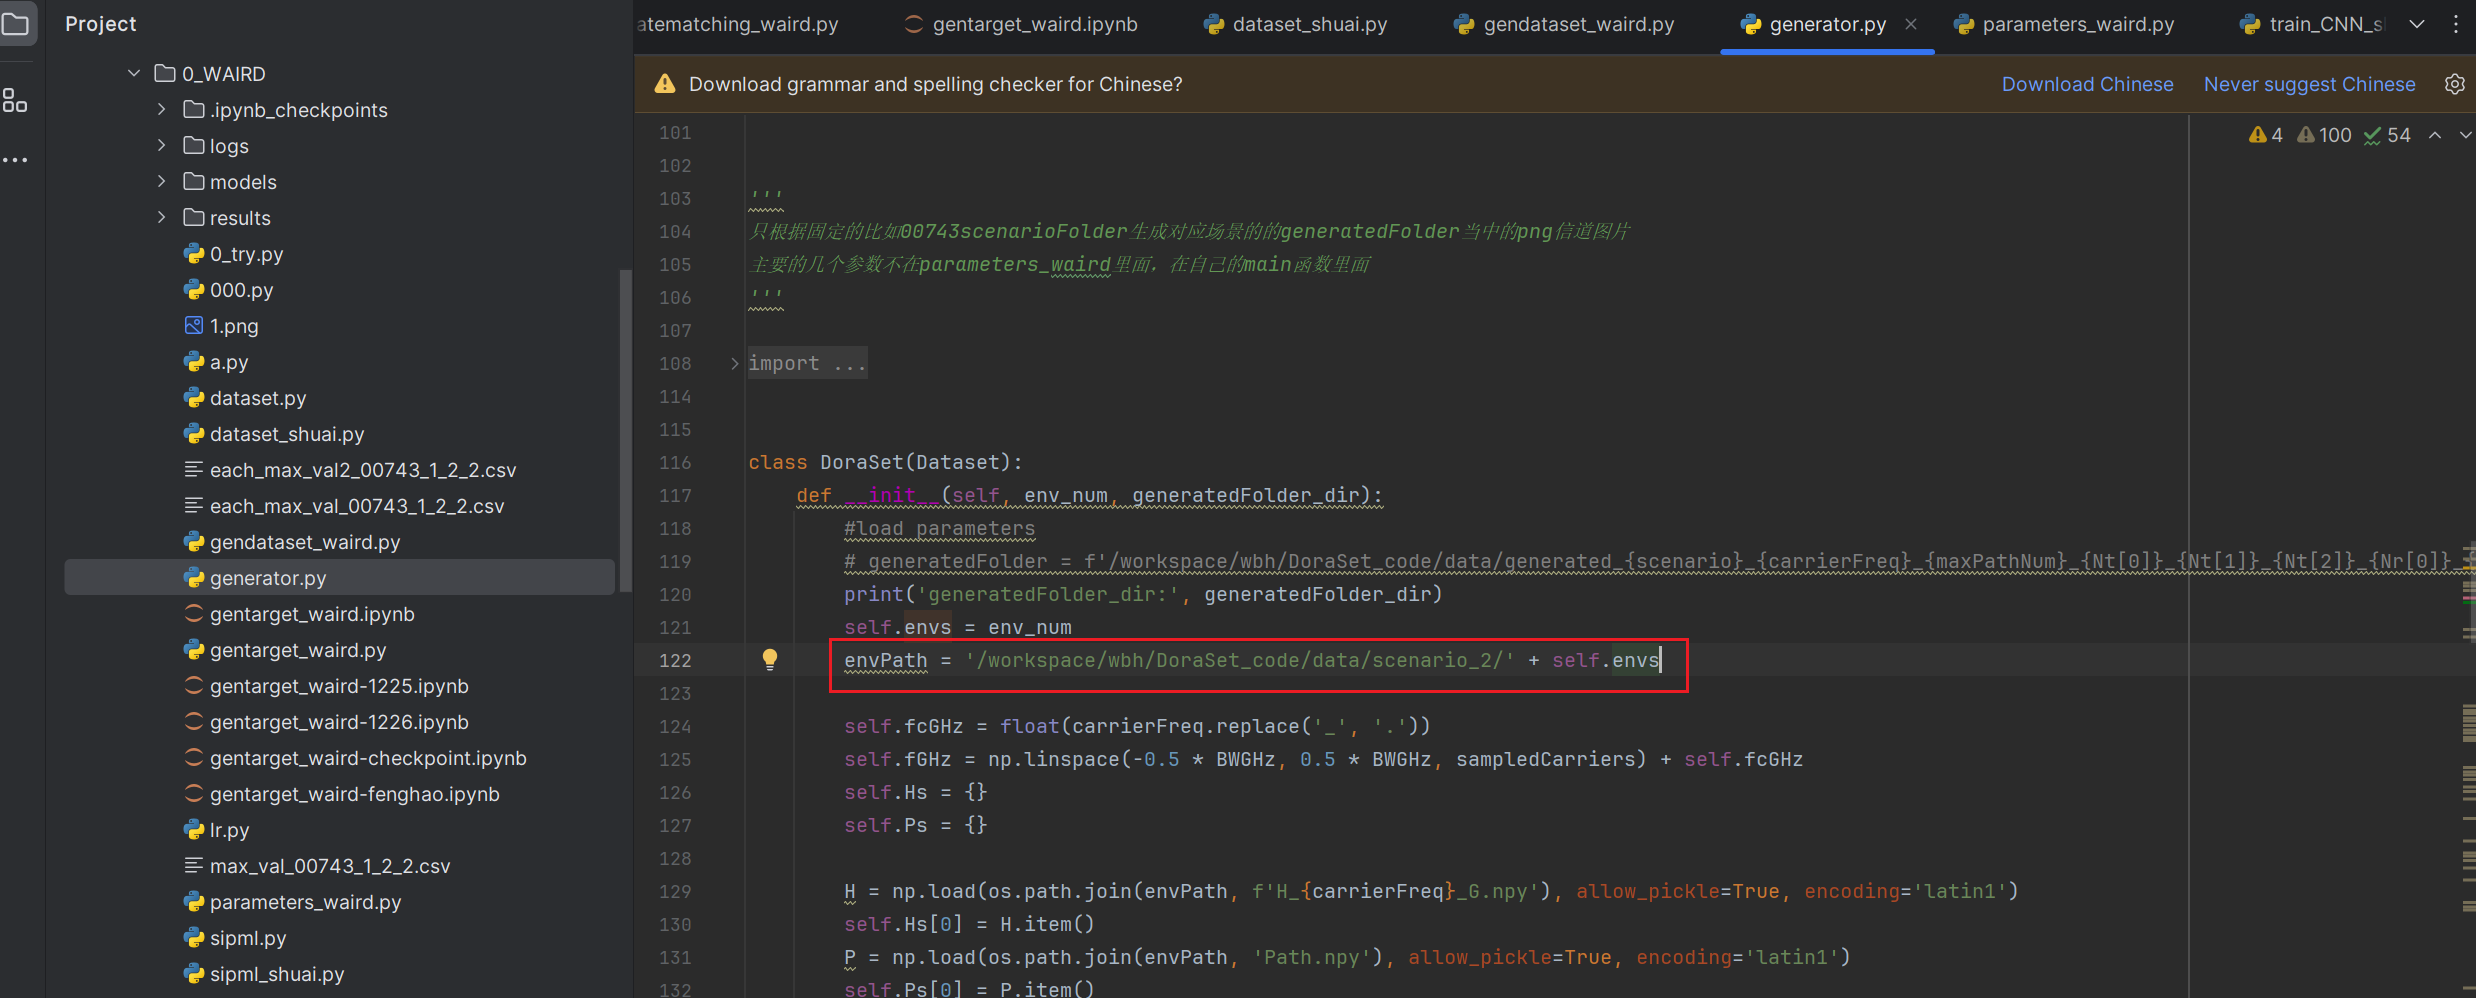 Project
0_WAIRD
.ipynb_checkpoints
logs
models
results
0_try.py
000.py
1.png
a.py
dataset.py
dataset_shuai.py
each_max_val2_00743_1_2_2.csv
each_max_val_00743_1_2_2.csv
gendataset_waird.py
generator.py
gentarget_waird.ipynb
gentarget_waird.py
gentarget_waird-1225.ipynb
gentarget_waird-1226.ipynb
gentarget_waird-checkpoint.ipynb
gentarget_waird-fenghao.ipynb
lr.py
max_val_00743_1_2_2.csv
parameters_waird.py
sipml.py
sipml_shuai.py
atematching_waird.py gentarget_waird.ipynb dataset_shuai.py gendataset_waird.py generator.py parameters_waird.py train_CNN_s
Download grammar and spelling checker for Chinese? Download Chinese Never suggest Chinese
4 100 54
101
102
103 '''
104 只根据固定的比如00743scenarioFolder生成对应场景的的generatedFolder当中的png信道图片
105 主要的几个参数不在parameters_waird里面，在自己的main函数里面
106 '''
107
108 import ...
114
115
116 class DoraSet(Dataset):
117 def __init__(self, env_num, generatedFolder_dir):
118 #load parameters
119 # generatedFolder = f'/workspace/wbh/DoraSet_code/data/generated_{scenario}_{carrierFreq}_{maxPathNum}_{Nt[0]}_{Nt[1]}_{Nt[2]}_{Nr[0]}_
120 print('generatedFolder_dir:', generatedFolder_dir)
121 self.envs = env_num
122 envPath = '/workspace/wbh/DoraSet_code/data/scenario_2/' + self.envs
123
124 self.fcGHz = float(carrierFreq.replace('_', '.'))
125 self.fGHz = np.linspace(-0.5 * BWGHz, 0.5 * BWGHz, sampledCarriers) + self.fcGHz
126 self.Hs = {}
127 self.Ps = {}
128
129 H = np.load(os.path.join(envPath, f'H_{carrierFreq}_G.npy'), allow_pickle=True, encoding='latin1')
130 self.Hs[0] = H.item()
131 P = np.load(os.path.join(envPath, 'Path.npy'), allow_pickle=True, encoding='latin1')
132 self.Ps[0] = P.item()